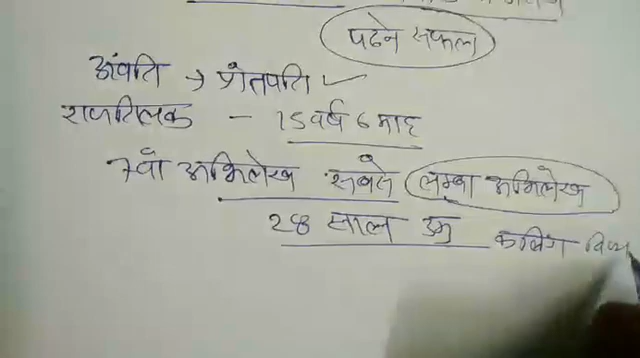 पढने सफल
अंवति → प्रांतपति ✓
राजतिलक - 15 वर्ष 6 माह
7वाँ अभिलेख सबसे लम्बा अभिलेख
28 साल
कलिंग